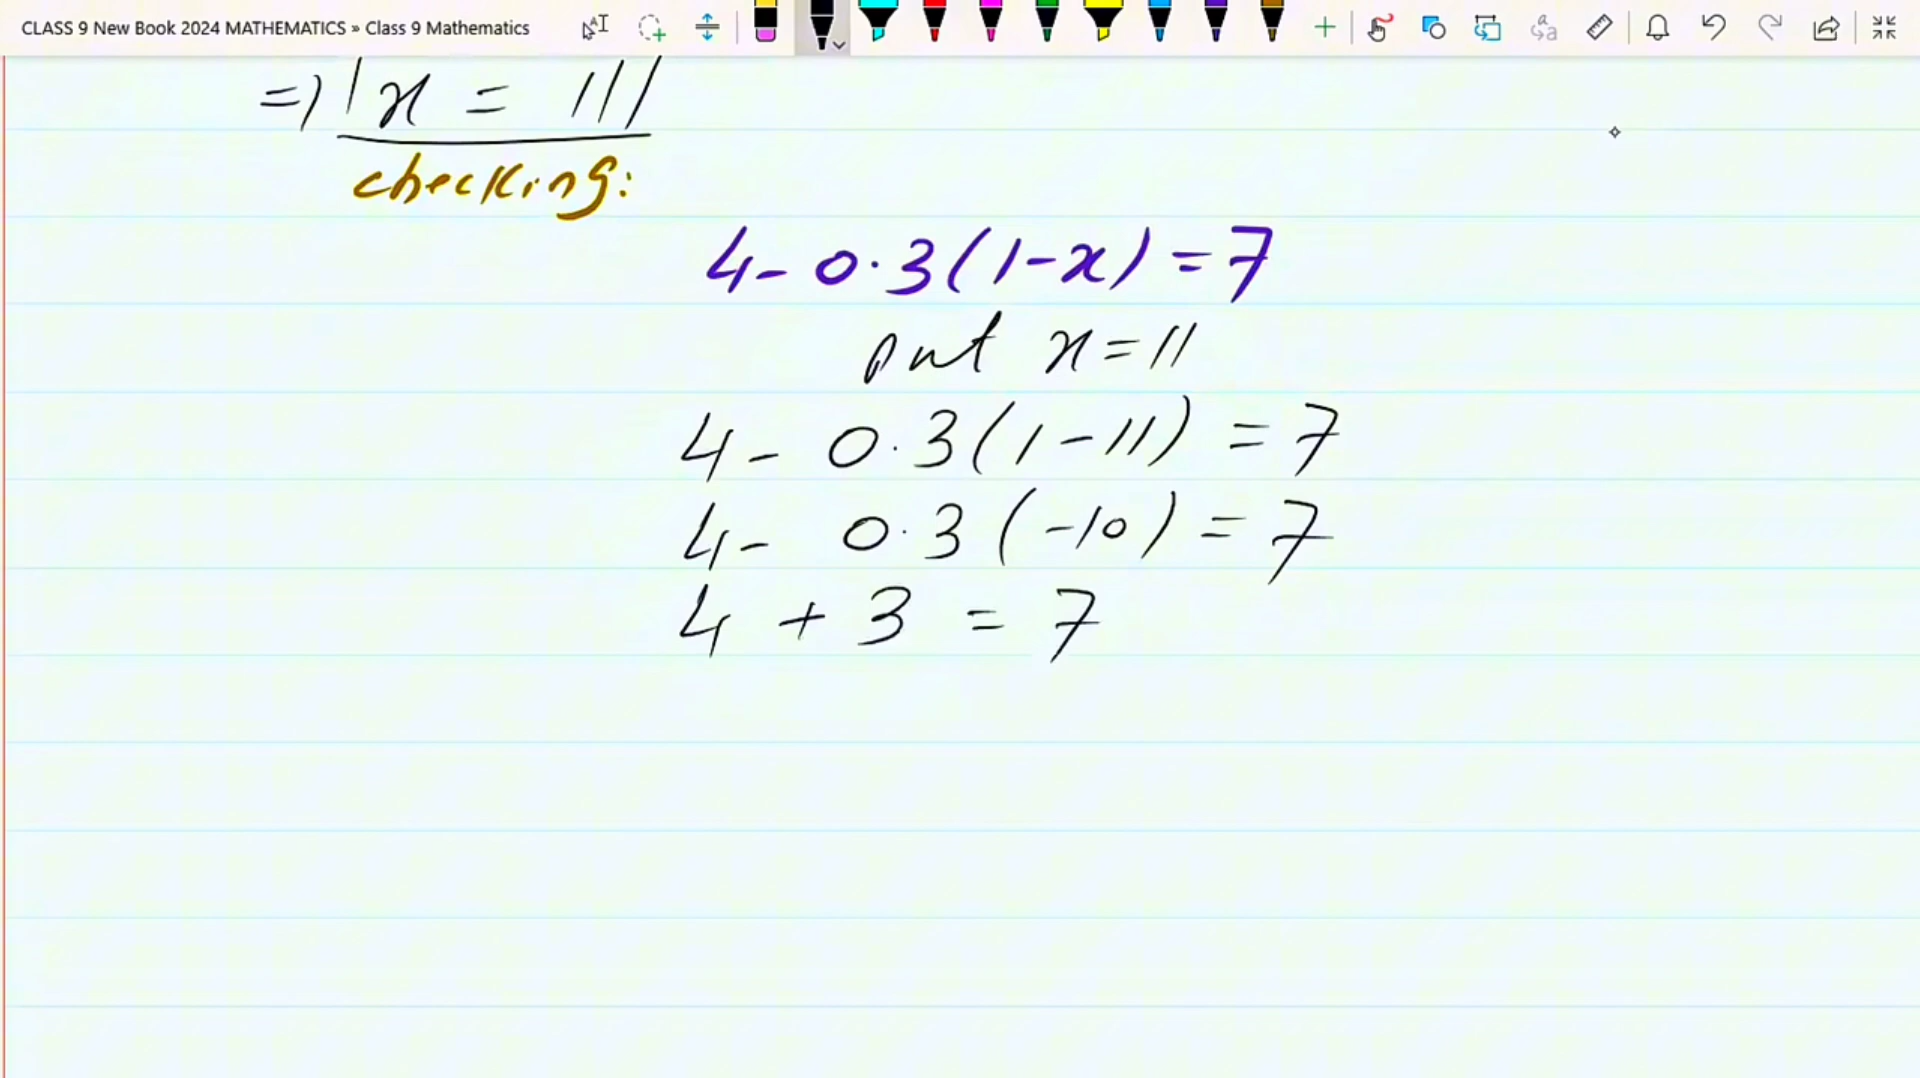 CLASS 9 New Book 2024 MATHEMATICS » Class 9 Mathematics
=> |x = 11|
checking:
4 - 0.3(1-x) = 7
put x = 11
4 - 0.3(1-11) = 7
4 - 0.3(-10) = 7
4 + 3 = 7